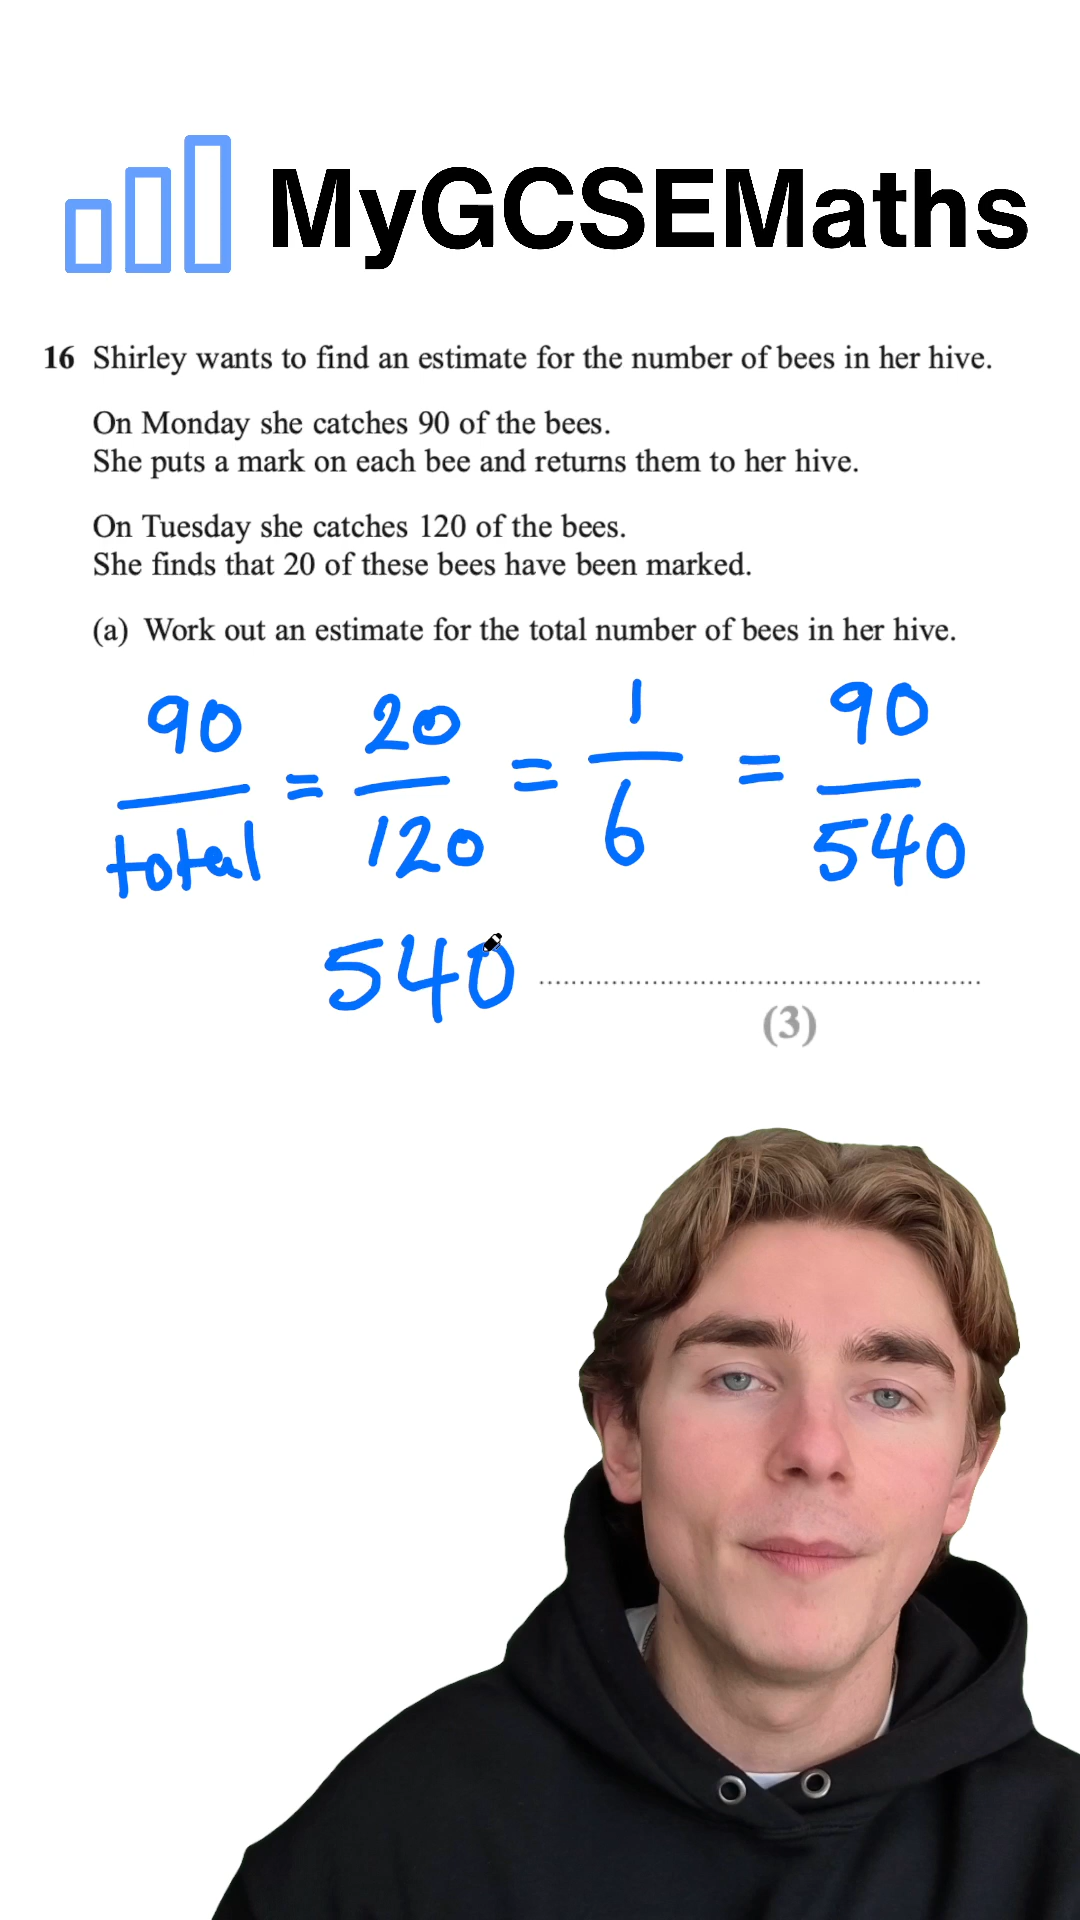 MyGCSEMaths
16 Shirley wants to find an estimate for the number of bees in her hive.
On Monday she catches 90 of the bees.
She puts a mark on each bee and returns them to her hive.
On Tuesday she catches 120 of the bees.
She finds that 20 of these bees have been marked.
(a) Work out an estimate for the total number of bees in her hive.
90/total = 20/120 = 1/6 = 90/540
540
(3)